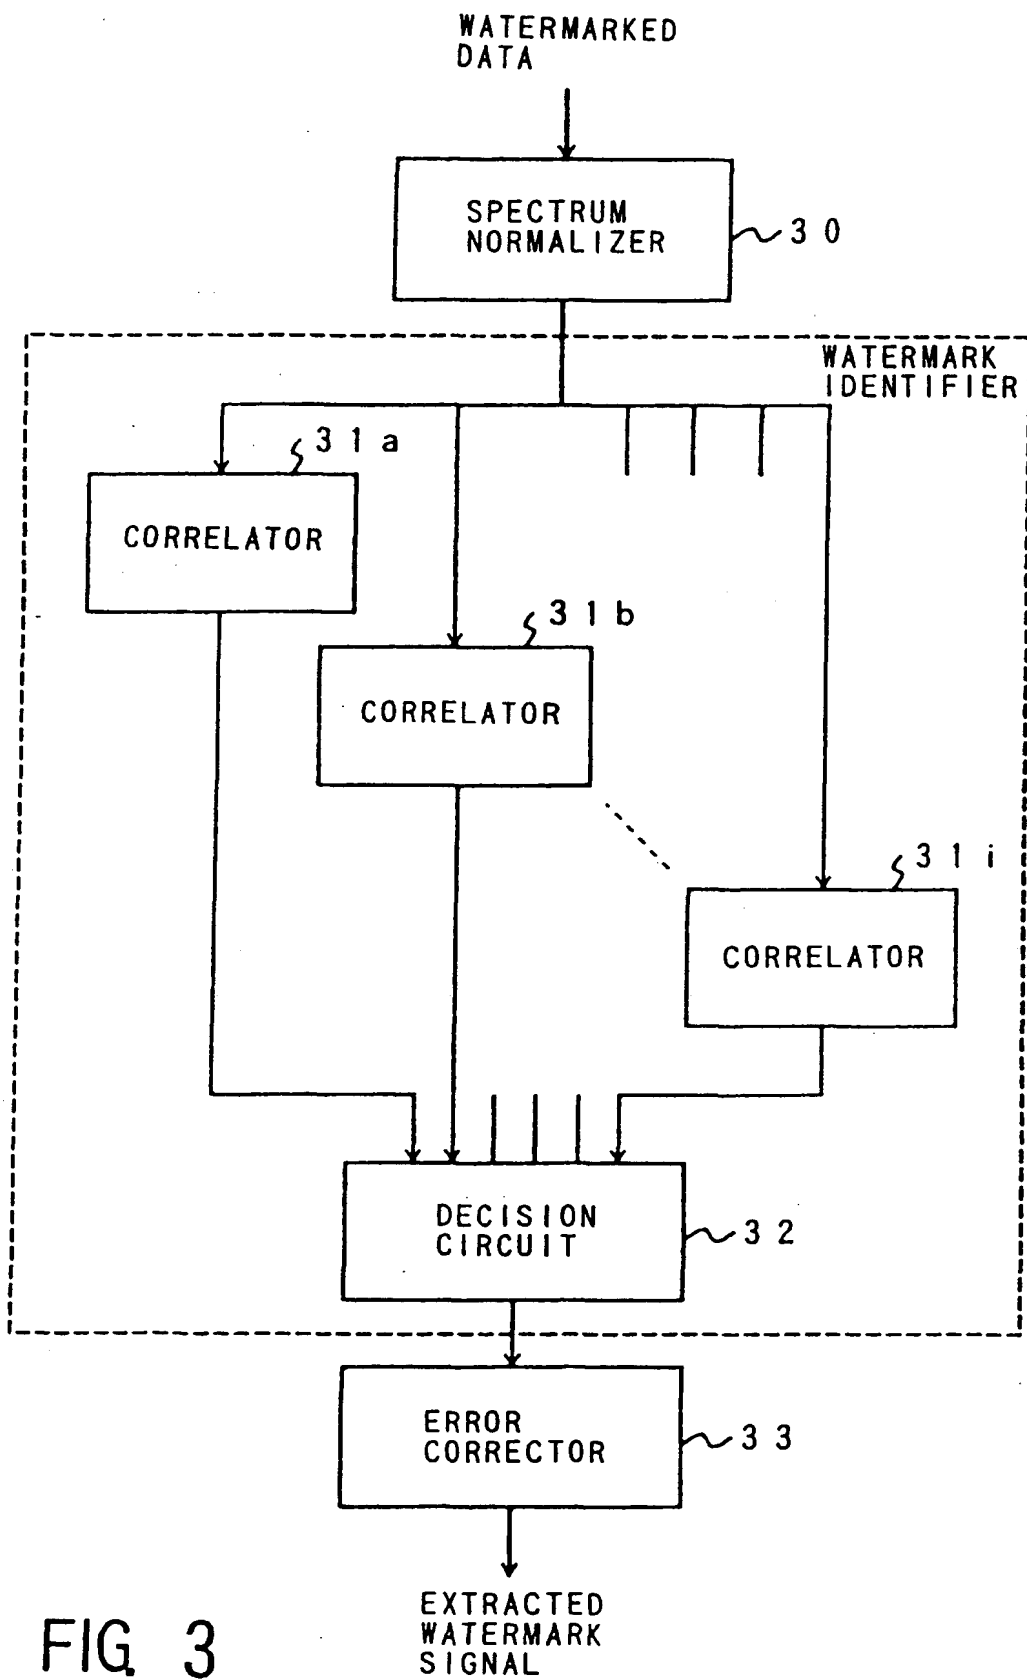 WATERMARKED
DATA
SPECTRUM
NORMALIZER
30
WATERMARK
IDENTIFIER
31a
CORRELATOR
31b
CORRELATOR
31i
CORRELATOR
DECISION
CIRCUIT
32
ERROR
CORRECTOR
33
EXTRACTED
WATERMARK
SIGNAL
FIG. 3